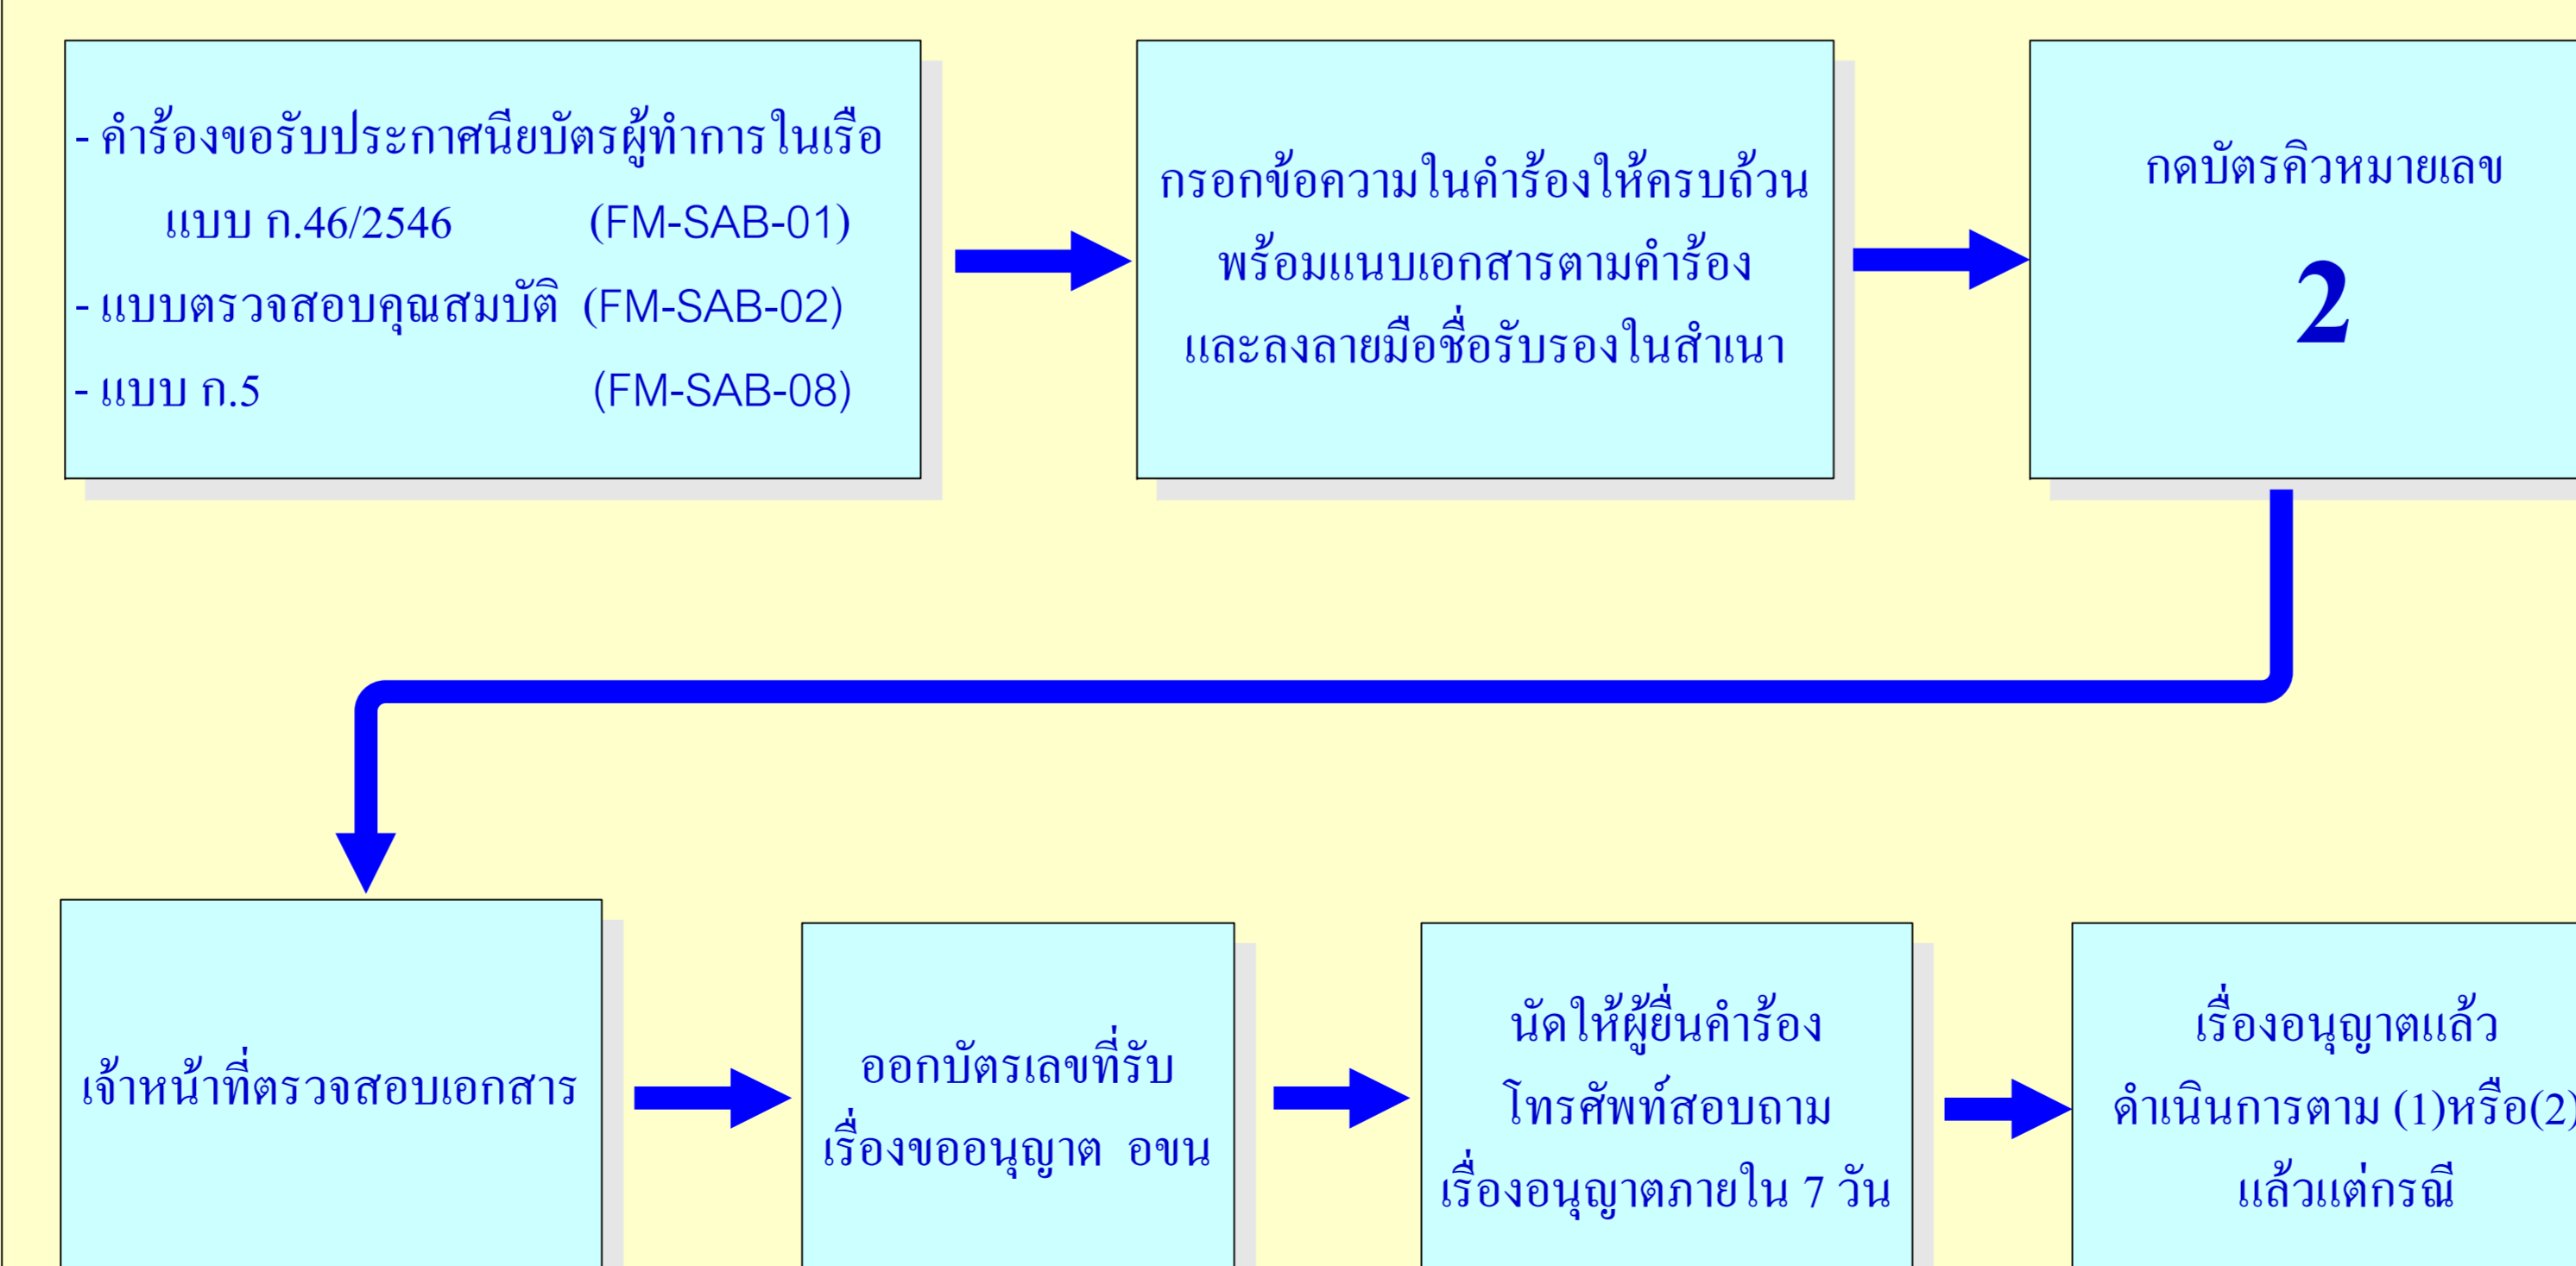 - คำร้องขอรับประกาศนียบัตรผู้ทำการในเรือ
แบบ ก.46/2546 (FM-SAB-01)
- แบบตรวจสอบคุณสมบัติ (FM-SAB-02)
- แบบ ก.5 (FM-SAB-08)
กรอกข้อความในคำร้องให้ครบถ้วน
พร้อมแนบเอกสารตามคำร้อง
และลงลายมือชื่อรับรองในสำเนา
กดบัตรคิวหมายเลข
2
เจ้าหน้าที่ตรวจสอบเอกสาร
ออกบัตรเลขที่รับ
เรื่องขออนุญาต อขน
นัดให้ผู้ยื่นคำร้อง
โทรศัพท์สอบถาม
เรื่องอนุญาตภายใน 7 วัน
เรื่องอนุญาตแล้ว
ดำเนินการตาม (1)หรือ(2)
แล้วแต่กรณี